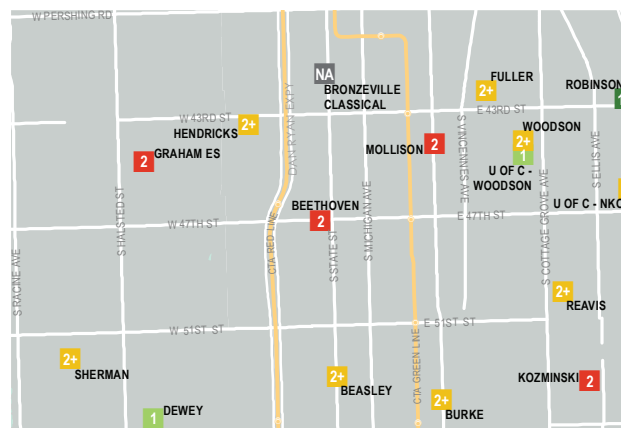 W PERSHING RD
NA
BRONZEVILLE
CLASSICAL
FULLER
2+
ROBINSON
1
W 43RD ST
E 43RD ST
HENDRICKS
2+
WOODSON
2+
1
U OF C -
WOODSON
GRAHAM ES
2
MOLLISON
2
DAN RYAN EXPY
S VINCENNES AVE
S ELLIS AVE
S HALSTED ST
BEETHOVEN
2
U OF C - NKO
W 47TH ST
E 47TH ST
CTA RED LINE
S STATE ST
S MICHIGAN AVE
S COTTAGE GROVE AVE
S RACINE AVE
2+
REAVIS
W 51ST ST
E 51ST ST
2+
SHERMAN
2+
BEASLEY
CTA GREEN LINE
KOZMINSKI
2
2+
BURKE
DEWEY
1